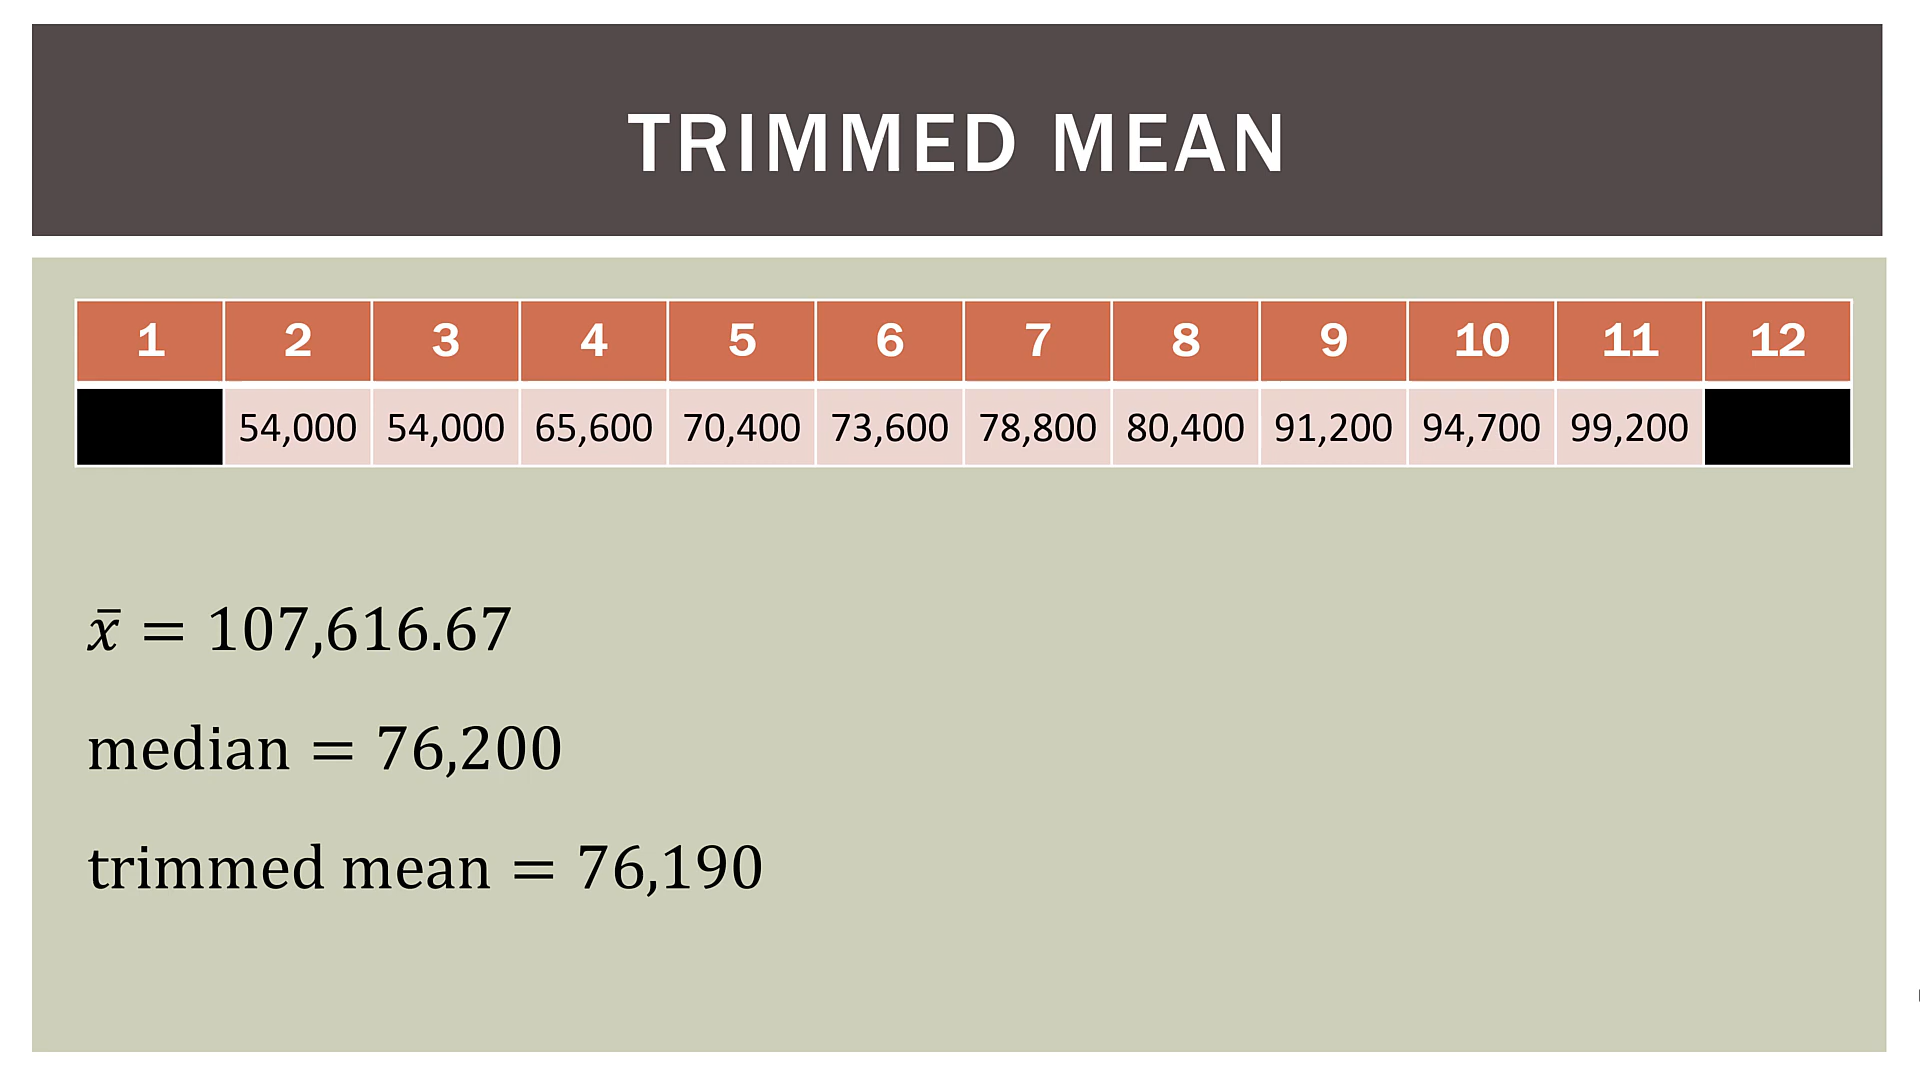 TRIMMED MEAN
1 2 3 4 5 6 7 8 9 10 11 12
54,000 54,000 65,600 70,400 73,600 78,800 80,400 91,200 94,700 99,200
x̄ = 107,616.67
median = 76,200
trimmed mean = 76,190